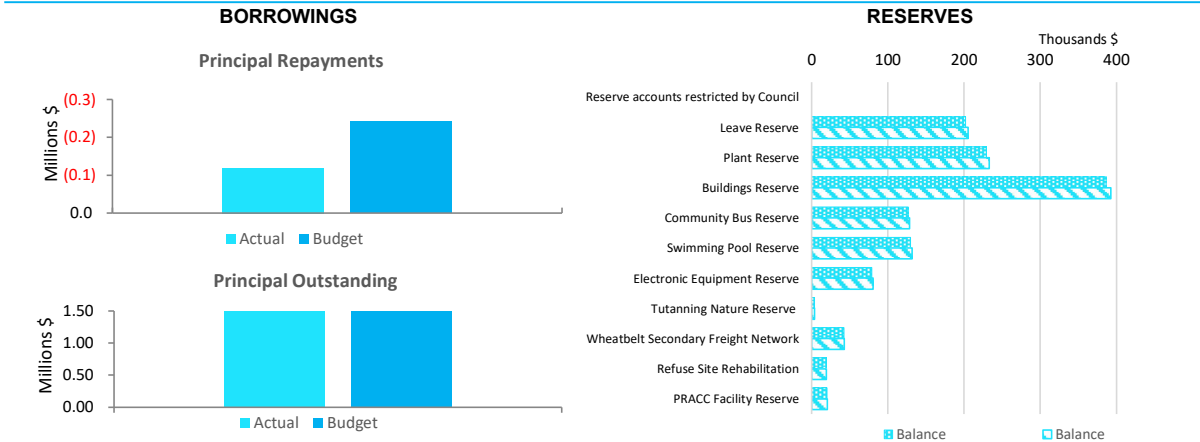 BORROWINGS
Principal Repayments
Millions $
(0.3)
(0.2)
(0.1)
0.0
Actual Budget
Principal Outstanding
Millions $
1.50
1.00
0.50
0.00
Actual Budget
RESERVES
Thousands $
0 100 200 300 400
Reserve accounts restricted by Council
Leave Reserve
Plant Reserve
Buildings Reserve
Community Bus Reserve
Swimming Pool Reserve
Electronic Equipment Reserve
Tutanning Nature Reserve
Wheatbelt Secondary Freight Network
Refuse Site Rehabilitation
PRACC Facility Reserve
Balance Balance